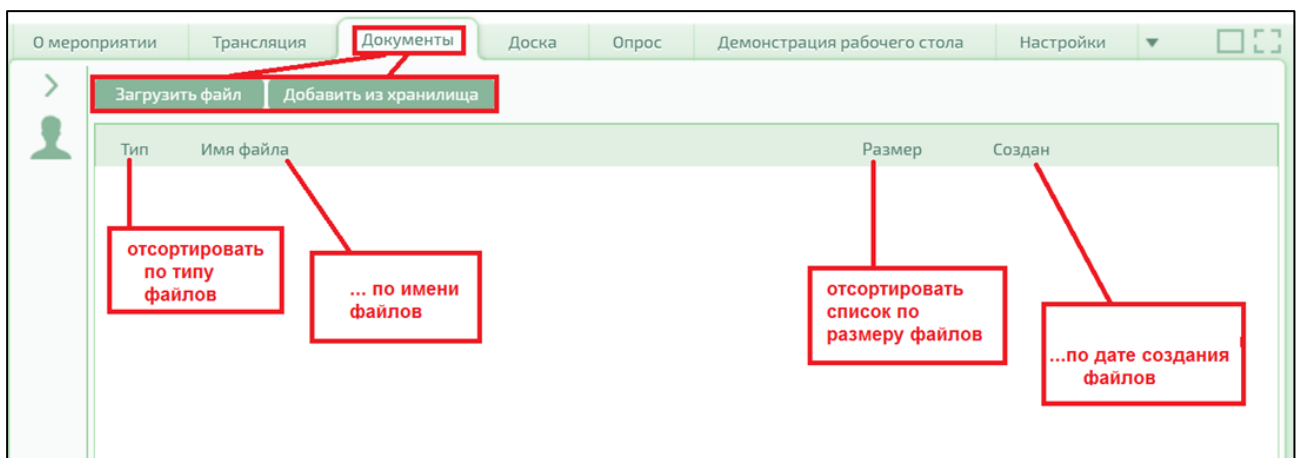 О мероприятии Трансляция Документы Доска Опрос Демонстрация рабочего стола Настройки
Загрузить файл Добавить из хранилища
Тип Имя файла Размер Создан
отсортировать
по типу
файлов
... по имени
файлов
отсортировать
список по
размеру файлов
...по дате создания
файлов